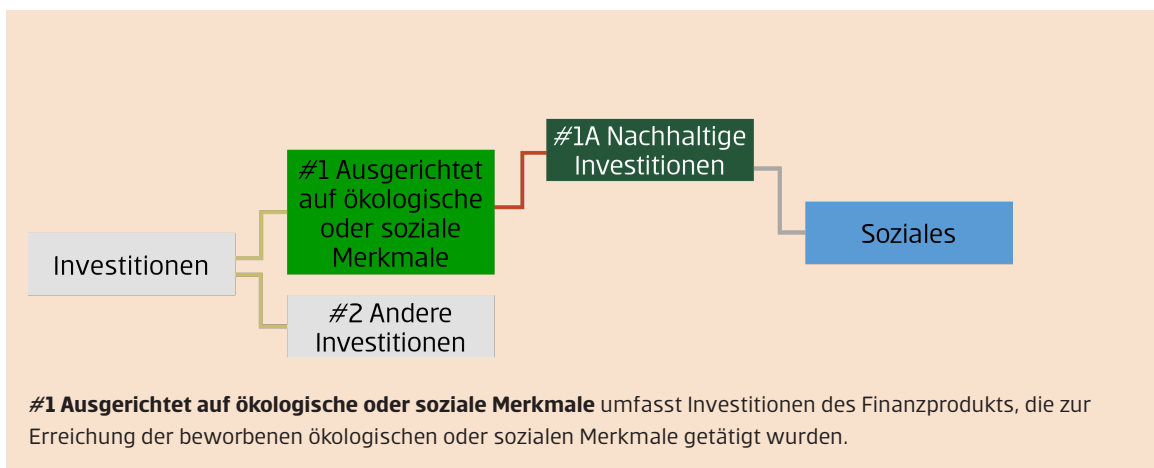 #1A Nachhaltige
Investitionen
#1 Ausgerichtet
auf ökologische
oder soziale
Merkmale
Soziales
Investitionen
#2 Andere
Investitionen
#1 Ausgerichtet auf ökologische oder soziale Merkmale umfasst Investitionen des Finanzprodukts, die zur
Erreichung der beworbenen ökologischen oder sozialen Merkmale getätigt wurden.